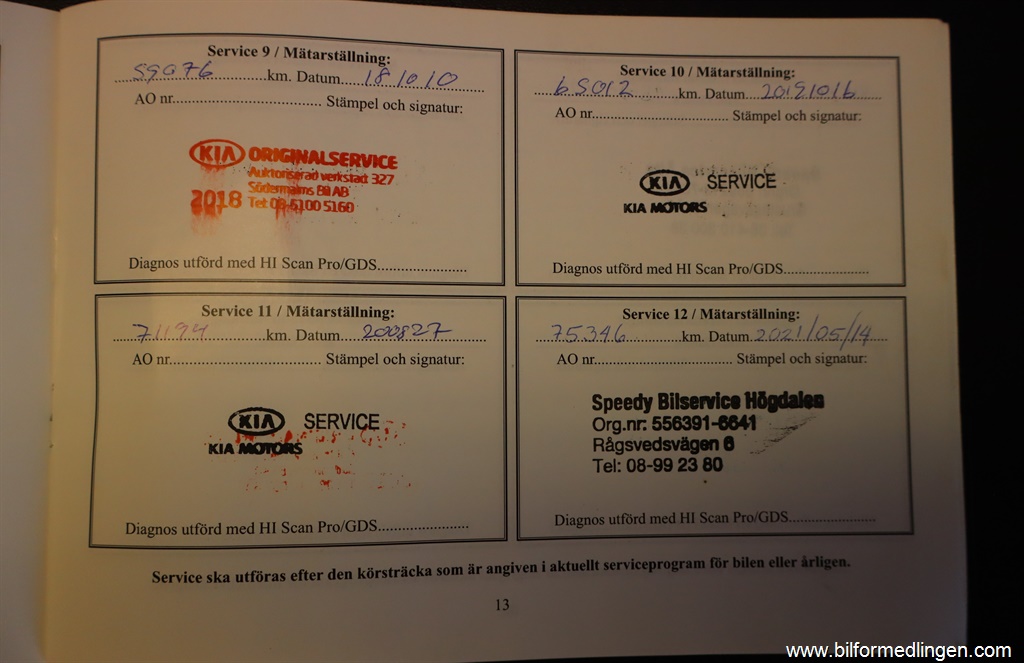 Service 9 / Mätarställning:
59076 km. Datum 181010
AO nr. Stämpel och signatur:
KIA ORIGINALSERVICE
Auktoriserad verkstad 327
Södermalms Bil AB
2018 Tel: 08-5100 5160
Diagnos utförd med HI Scan Pro/GDS
Service 10 / Mätarställning:
65012 km. Datum 20191016
AO nr. Stämpel och signatur:
KIA SERVICE
KIA MOTORS
Diagnos utförd med HI Scan Pro/GDS
Service 11 / Mätarställning:
71194 km. Datum 200827
AO nr. Stämpel och signatur:
KIA SERVICE
KIA MOTORS
Diagnos utförd med HI Scan Pro/GDS
Service 12 / Mätarställning:
75346 km. Datum 2021/05/14
AO nr. Stämpel och signatur:
Speedy Bilservice Högdalen
Org.nr: 556391-6641
Rågsvedsvägen 6
Tel: 08-99 23 80
Diagnos utförd med HI Scan Pro/GDS
Service ska utföras efter den körsträcka som är angiven i aktuellt serviceprogram för bilen eller årligen.
13
www.bilformedlingen.com